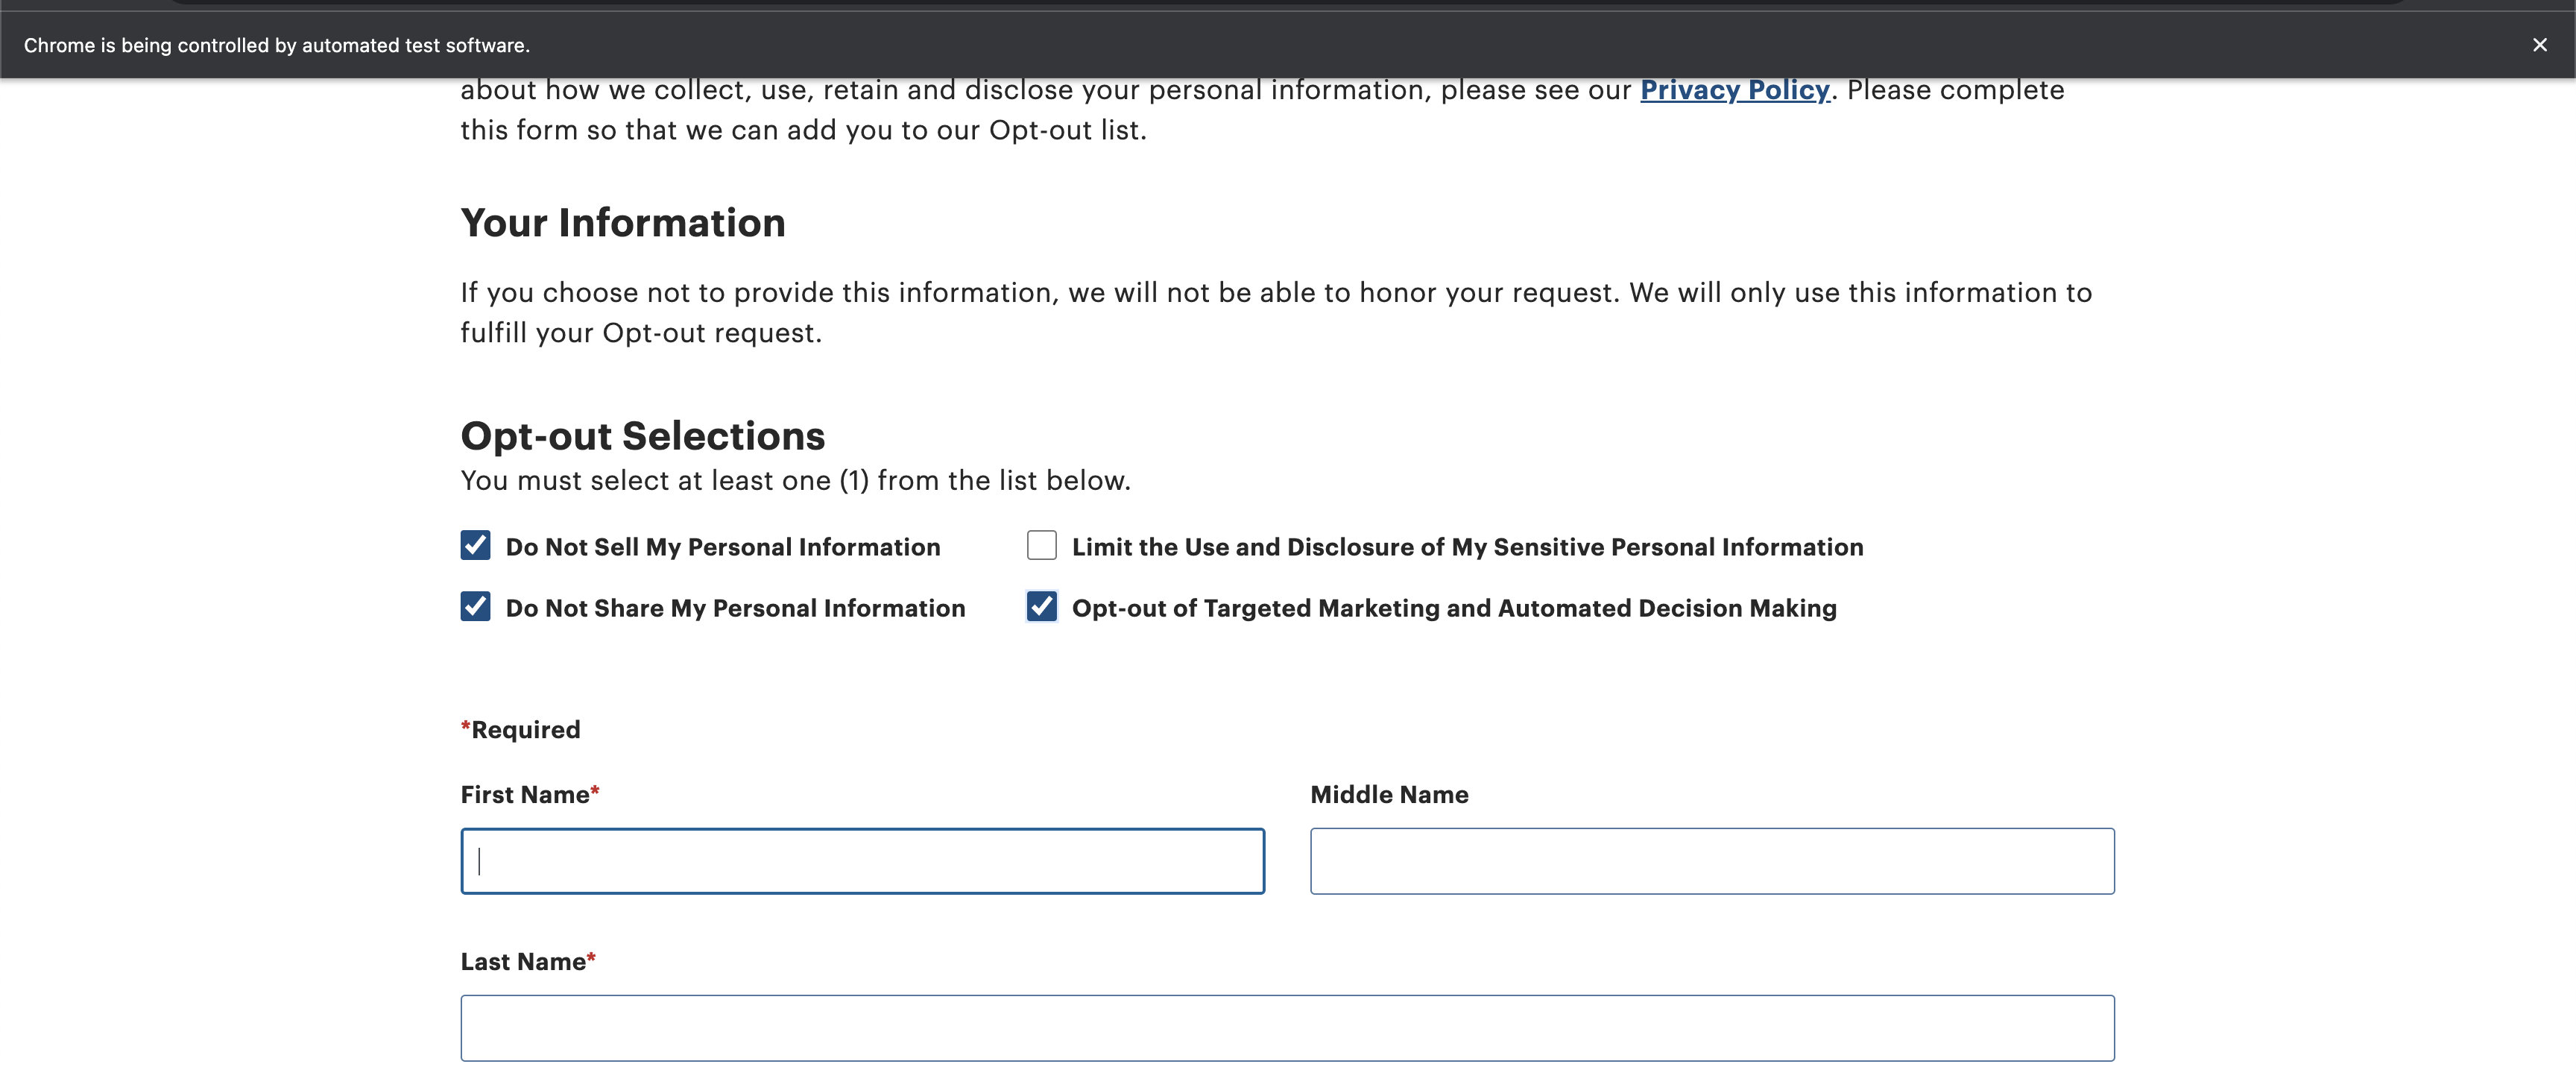 Chrome is being controlled by automated test software.
about how we collect, use, retain and disclose your personal information, please see our Privacy Policy. Please complete
this form so that we can add you to our Opt-out list.
Your Information
If you choose not to provide this information, we will not be able to honor your request. We will only use this information to
fulfill your Opt-out request.
Opt-out Selections
You must select at least one (1) from the list below.
Do Not Sell My Personal Information
Limit the Use and Disclosure of My Sensitive Personal Information
Do Not Share My Personal Information
Opt-out of Targeted Marketing and Automated Decision Making
*Required
First Name*
Middle Name
Last Name*